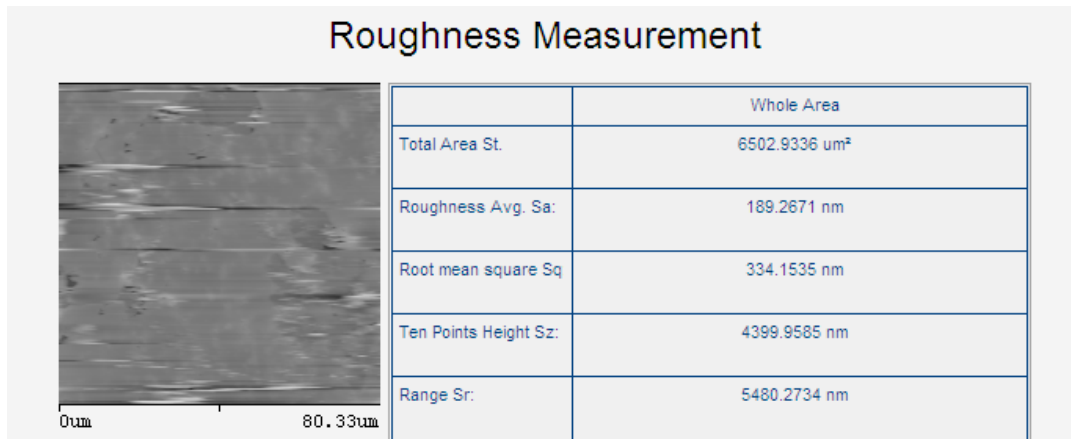 Roughness Measurement
Whole Area
Total Area St. 6502.9336 um²
Roughness Avg. Sa: 189.2671 nm
Root mean square Sq 334.1535 nm
Ten Points Height Sz: 4399.9585 nm
Range Sr: 5480.2734 nm
0um 80.33um